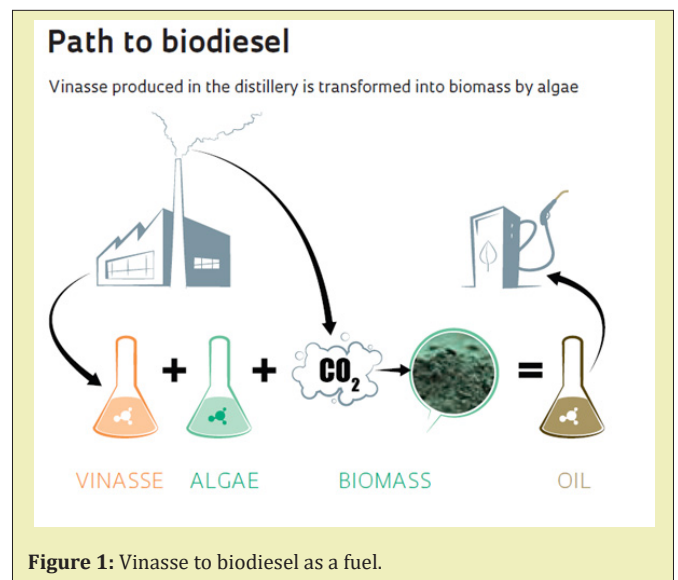 Path to biodiesel
Vinasse produced in the distillery is transformed into biomass by algae
+ + CO2 =
VINASSE ALGAE BIOMASS OIL
Figure 1: Vinasse to biodiesel as a fuel.